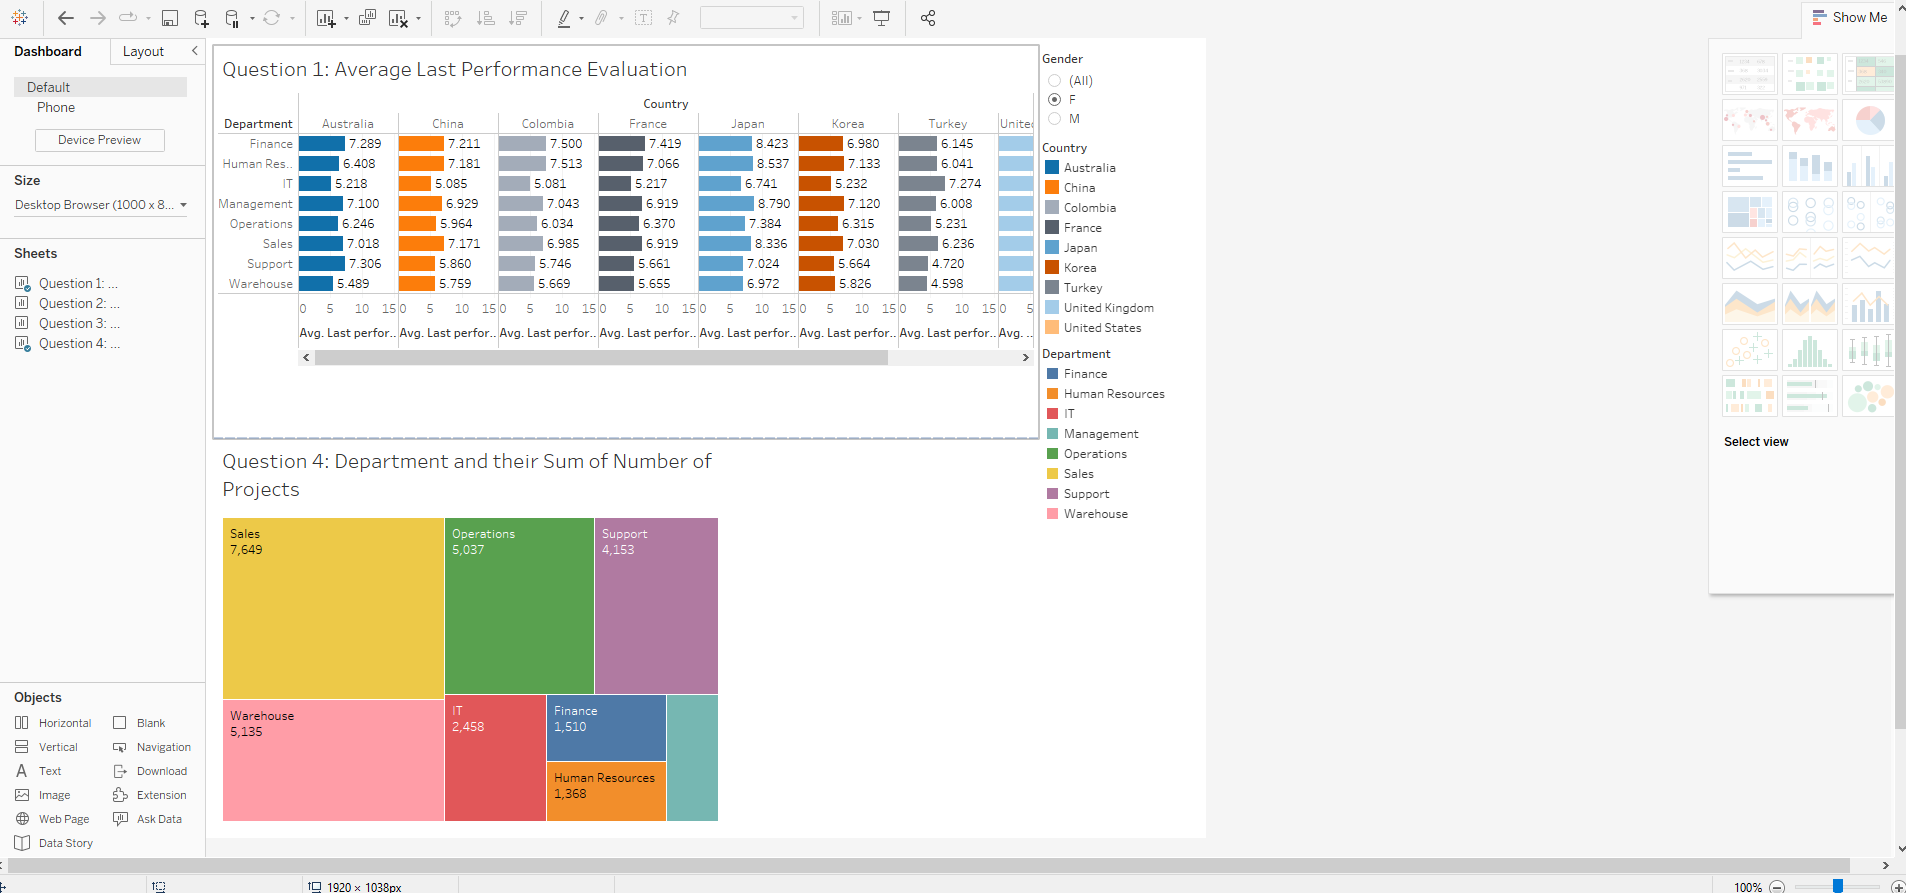 Show Me
Dashboard
Layout
Default
Phone
Device Preview
Size
Desktop Browser (1000 x 8...
Sheets
Question 1: ...
Question 2: ...
Question 3: ...
Question 4: ...
Objects
Horizontal
Blank
Vertical
Navigation
Text
Download
Image
Extension
Web Page
Ask Data
Data Story
Question 1: Average Last Performance Evaluation
Country
Department Australia China Colombia France Japan Korea Turkey United
Finance 7.289 7.211 7.500 7.419 8.423 6.980 6.145
Human Res.. 6.408 7.181 7.513 7.066 8.537 7.133 6.041
IT 5.218 5.085 5.081 5.217 6.741 5.232 7.274
Management 7.100 6.929 7.043 6.919 8.790 7.120 6.008
Operations 6.246 5.964 6.034 6.370 7.384 6.315 5.231
Sales 7.018 7.171 6.985 6.919 8.336 7.030 6.236
Support 7.306 5.860 5.746 5.661 7.024 5.664 4.720
Warehouse 5.489 5.759 5.669 5.655 6.972 5.826 4.598
0 5 10 15 0 5 10 15 0 5 10 15 0 5 10 15 0 5 10 15 0 5 10 15 0 5 10 15 0 5
Avg. Last perfor.. Avg. Last perfor.. Avg. Last perfor.. Avg. Last perfor.. Avg. Last perfor.. Avg. Last perfor.. Avg. Last perfor.. Avg. ..
Gender
(All)
F
M
Country
Australia
China
Colombia
France
Japan
Korea
Turkey
United Kingdom
United States
Department
Finance
Human Resources
IT
Management
Operations
Sales
Support
Warehouse
Question 4: Department and their Sum of Number of
Projects
Sales
7,649
Operations
5,037
Support
4,153
Warehouse
5,135
IT
2,458
Finance
1,510
Human Resources
1,368
Select view
1920 × 1038px
100%